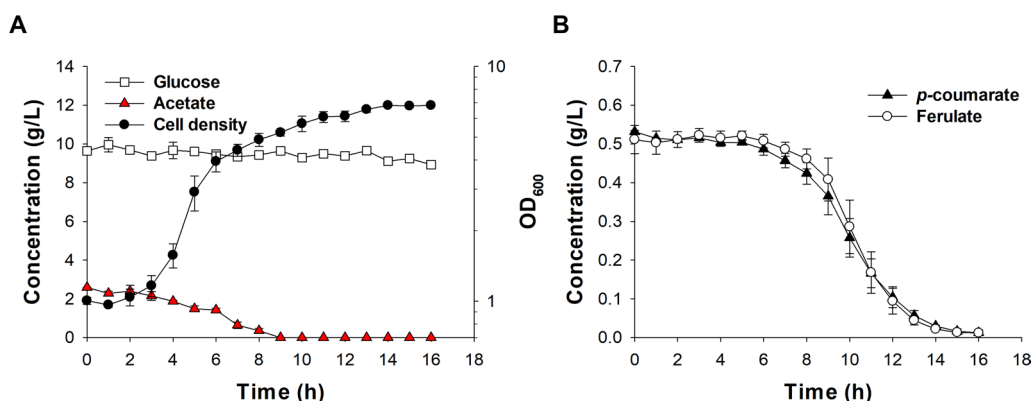 A
Concentration (g/L)
14
12
10
8
6
4
2
0
Glucose
Acetate
Cell density
10
1
OD600
0 2 4 6 8 10 12 14 16 18
Time (h)
B
Concentration (g/L)
0.7
0.6
0.5
0.4
0.3
0.2
0.1
0.0
p-coumarate
Ferulate
0 2 4 6 8 10 12 14 16 18
Time (h)